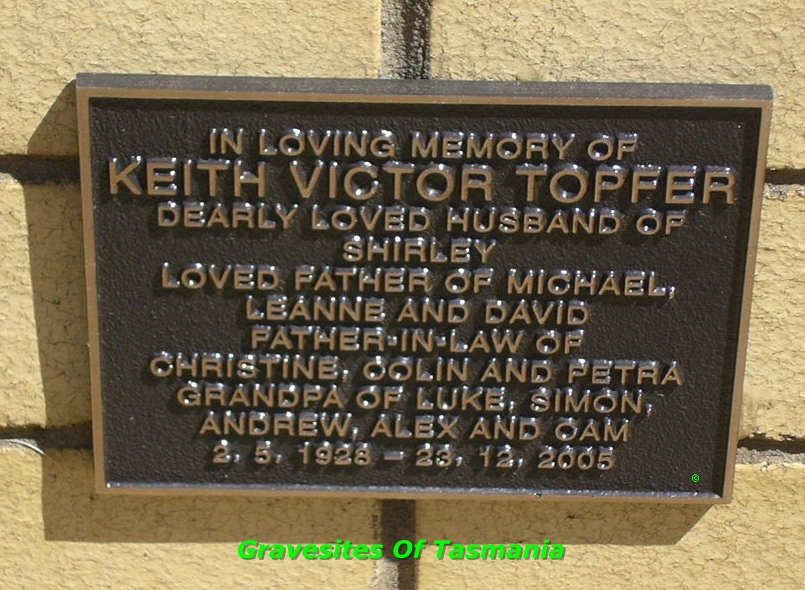 IN LOVING MEMORY OF
KEITH VICTOR TOPFER
DEARLY LOVED HUSBAND OF
SHIRLEY
LOVED FATHER OF MICHAEL,
LEANNE AND DAVID
FATHER-IN-LAW OF
CHRISTINE, COLIN AND PETRA
GRANDPA OF LUKE, SIMON,
ANDREW, ALEX AND CAM
2. 5. 1928 – 23. 12. 2005
©
Gravesites Of Tasmania